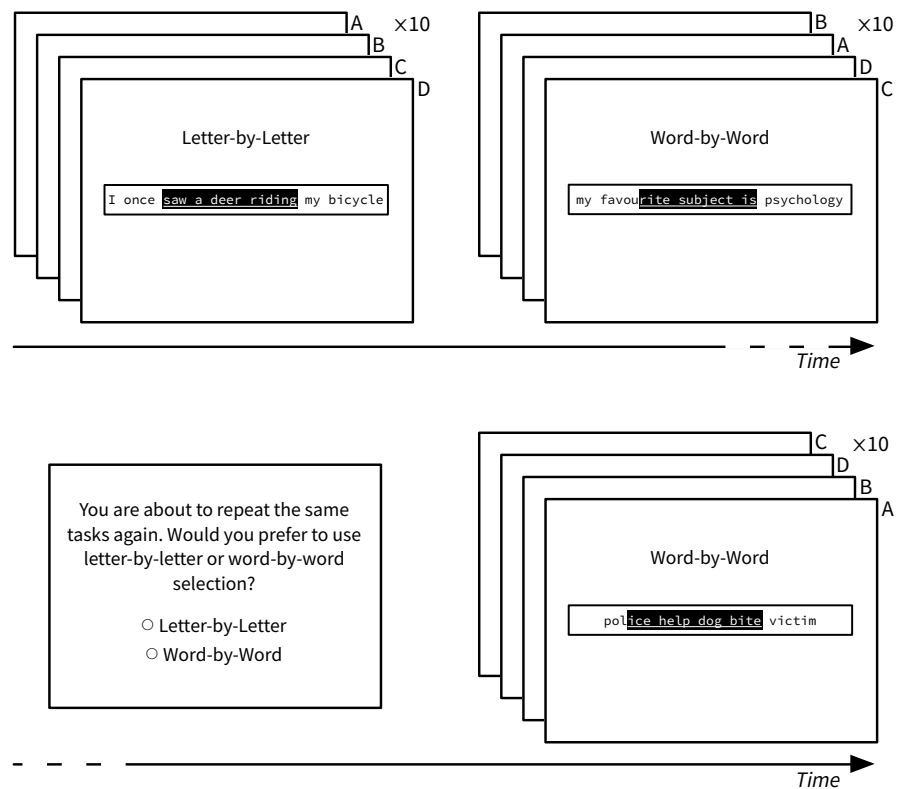 A ×10
B
C
D
Letter-by-Letter
I once saw a deer riding my bicycle
B ×10
A
D
C
Word-by-Word
my favourite subject is psychology
Time
You are about to repeat the same
tasks again. Would you prefer to use
letter-by-letter or word-by-word
selection?
○ Letter-by-Letter
○ Word-by-Word
C ×10
D
B
A
Word-by-Word
police help dog bite victim
Time